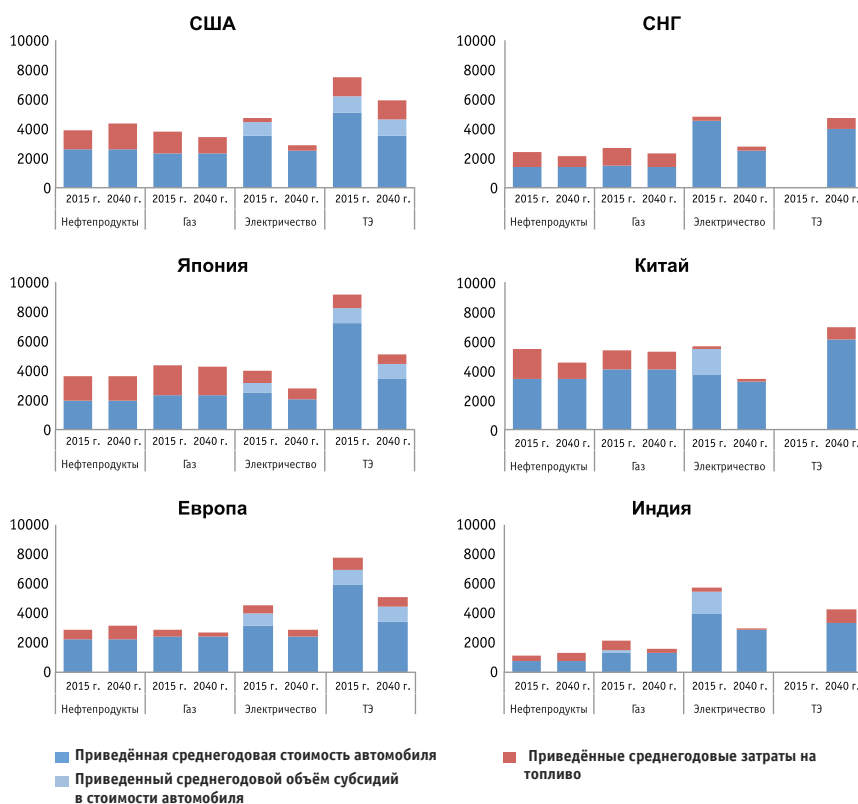 США
10000
8000
6000
4000
2000
0
2015 г. 2040 г. 2015 г. 2040 г. 2015 г. 2040 г. 2015 г. 2040 г.
Нефтепродукты Газ Электричество ТЭ
СНГ
10000
8000
6000
4000
2000
0
2015 г. 2040 г. 2015 г. 2040 г. 2015 г. 2040 г. 2015 г. 2040 г.
Нефтепродукты Газ Электричество ТЭ
Япония
10000
8000
6000
4000
2000
0
2015 г. 2040 г. 2015 г. 2040 г. 2015 г. 2040 г. 2015 г. 2040 г.
Нефтепродукты Газ Электричество ТЭ
Китай
10000
8000
6000
4000
2000
0
2015 г. 2040 г. 2015 г. 2040 г. 2015 г. 2040 г. 2015 г. 2040 г.
Нефтепродукты Газ Электричество ТЭ
Европа
10000
8000
6000
4000
2000
0
2015 г. 2040 г. 2015 г. 2040 г. 2015 г. 2040 г. 2015 г. 2040 г.
Нефтепродукты Газ Электричество ТЭ
Индия
10000
8000
6000
4000
2000
0
2015 г. 2040 г. 2015 г. 2040 г. 2015 г. 2040 г. 2015 г. 2040 г.
Нефтепродукты Газ Электричество ТЭ
Приведённая среднегодовая стоимость автомобиля
Приведенный среднегодовой объём субсидий
в стоимости автомобиля
Приведённые среднегодовые затраты на
топливо